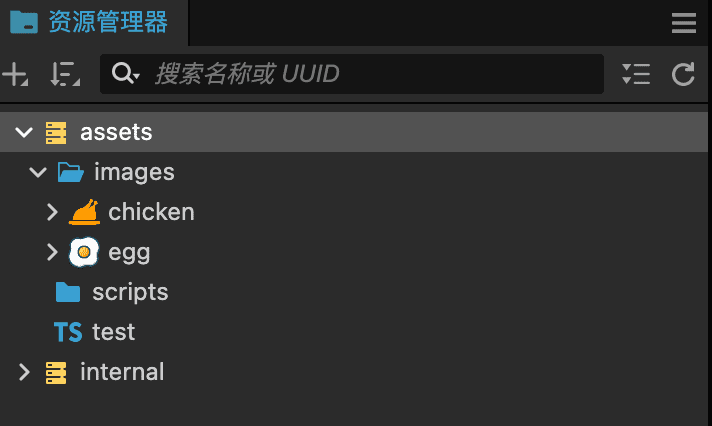 资源管理器
搜索名称或 UUID
assets
images
chicken
egg
scripts
TS test
internal